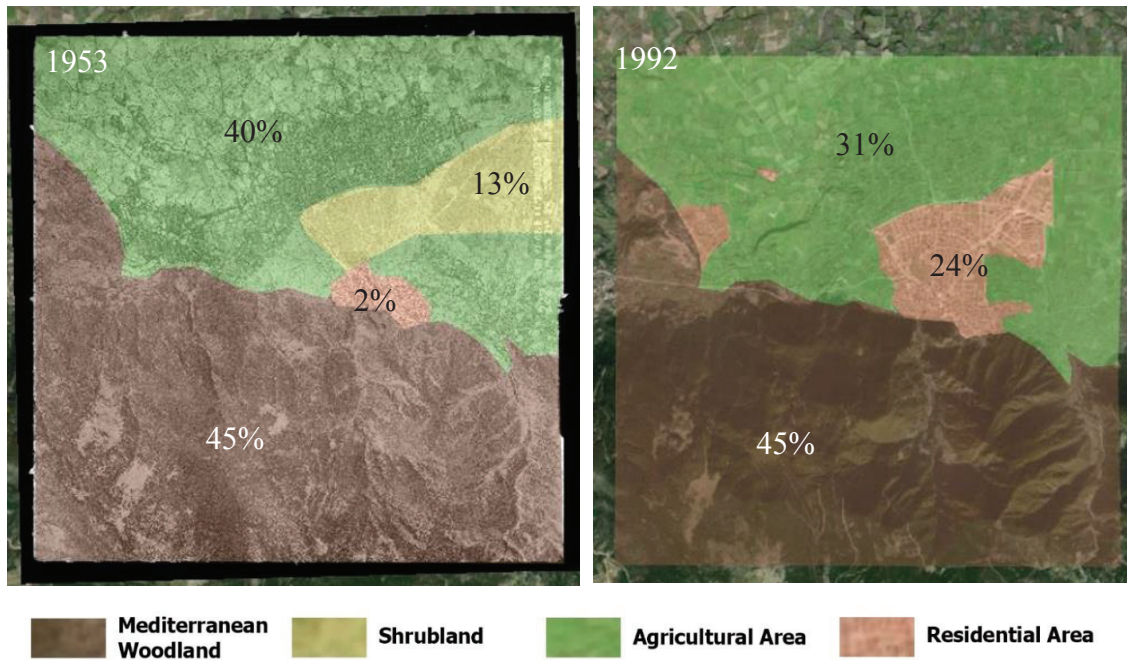 1953
40%
13%
2%
45%
1992
31%
24%
45%
Mediterranean
Woodland
Shrubland
Agricultural Area
Residential Area